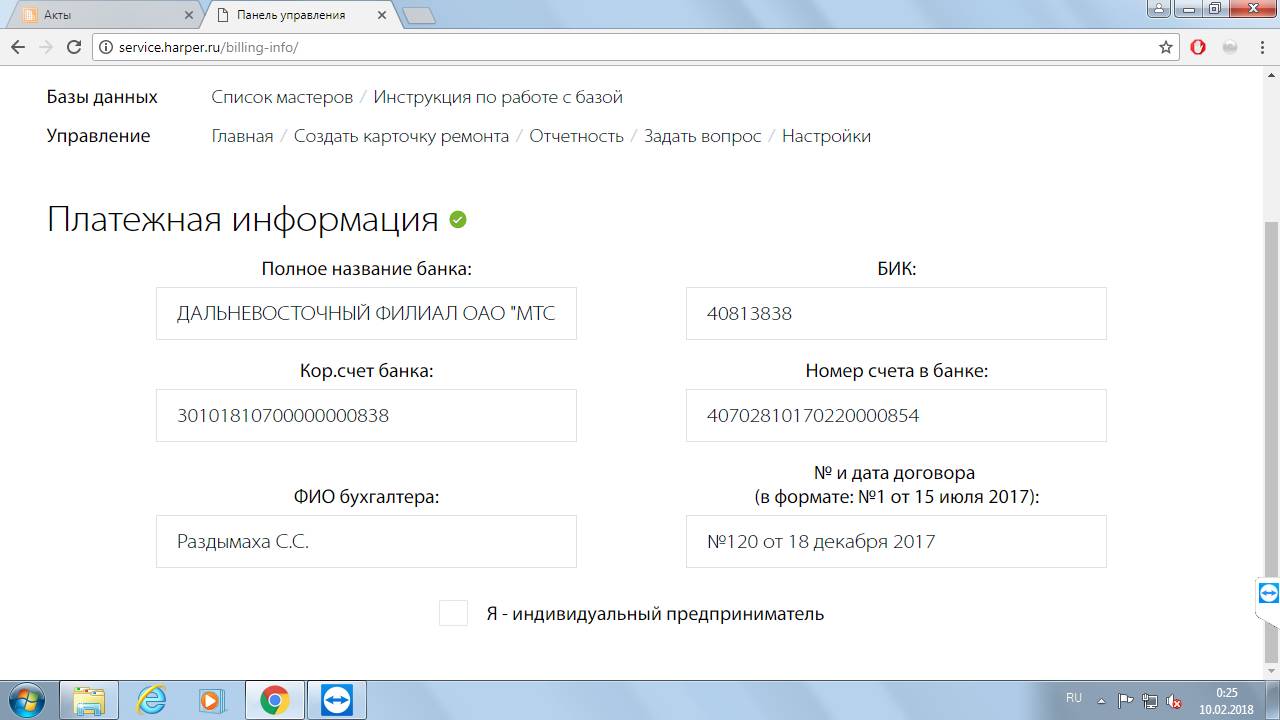 Акты
Панель управления
service.harper.ru/billing-info/
Базы данных Список мастеров / Инструкция по работе с базой
Управление Главная / Создать карточку ремонта / Отчетность / Задать вопрос / Настройки
Платежная информация
Полное название банка: БИК:
ДАЛЬНЕВОСТОЧНЫЙ ФИЛИАЛ ОАО "МТС 40813838
Кор.счет банка: Номер счета в банке:
30101810700000000838 40702810170220000854
№ и дата договора
ФИО бухгалтера: (в формате: №1 от 15 июля 2017):
Раздымаха С.С. №120 от 18 декабря 2017
Я - индивидуальный предприниматель
RU 0:25
10.02.2018